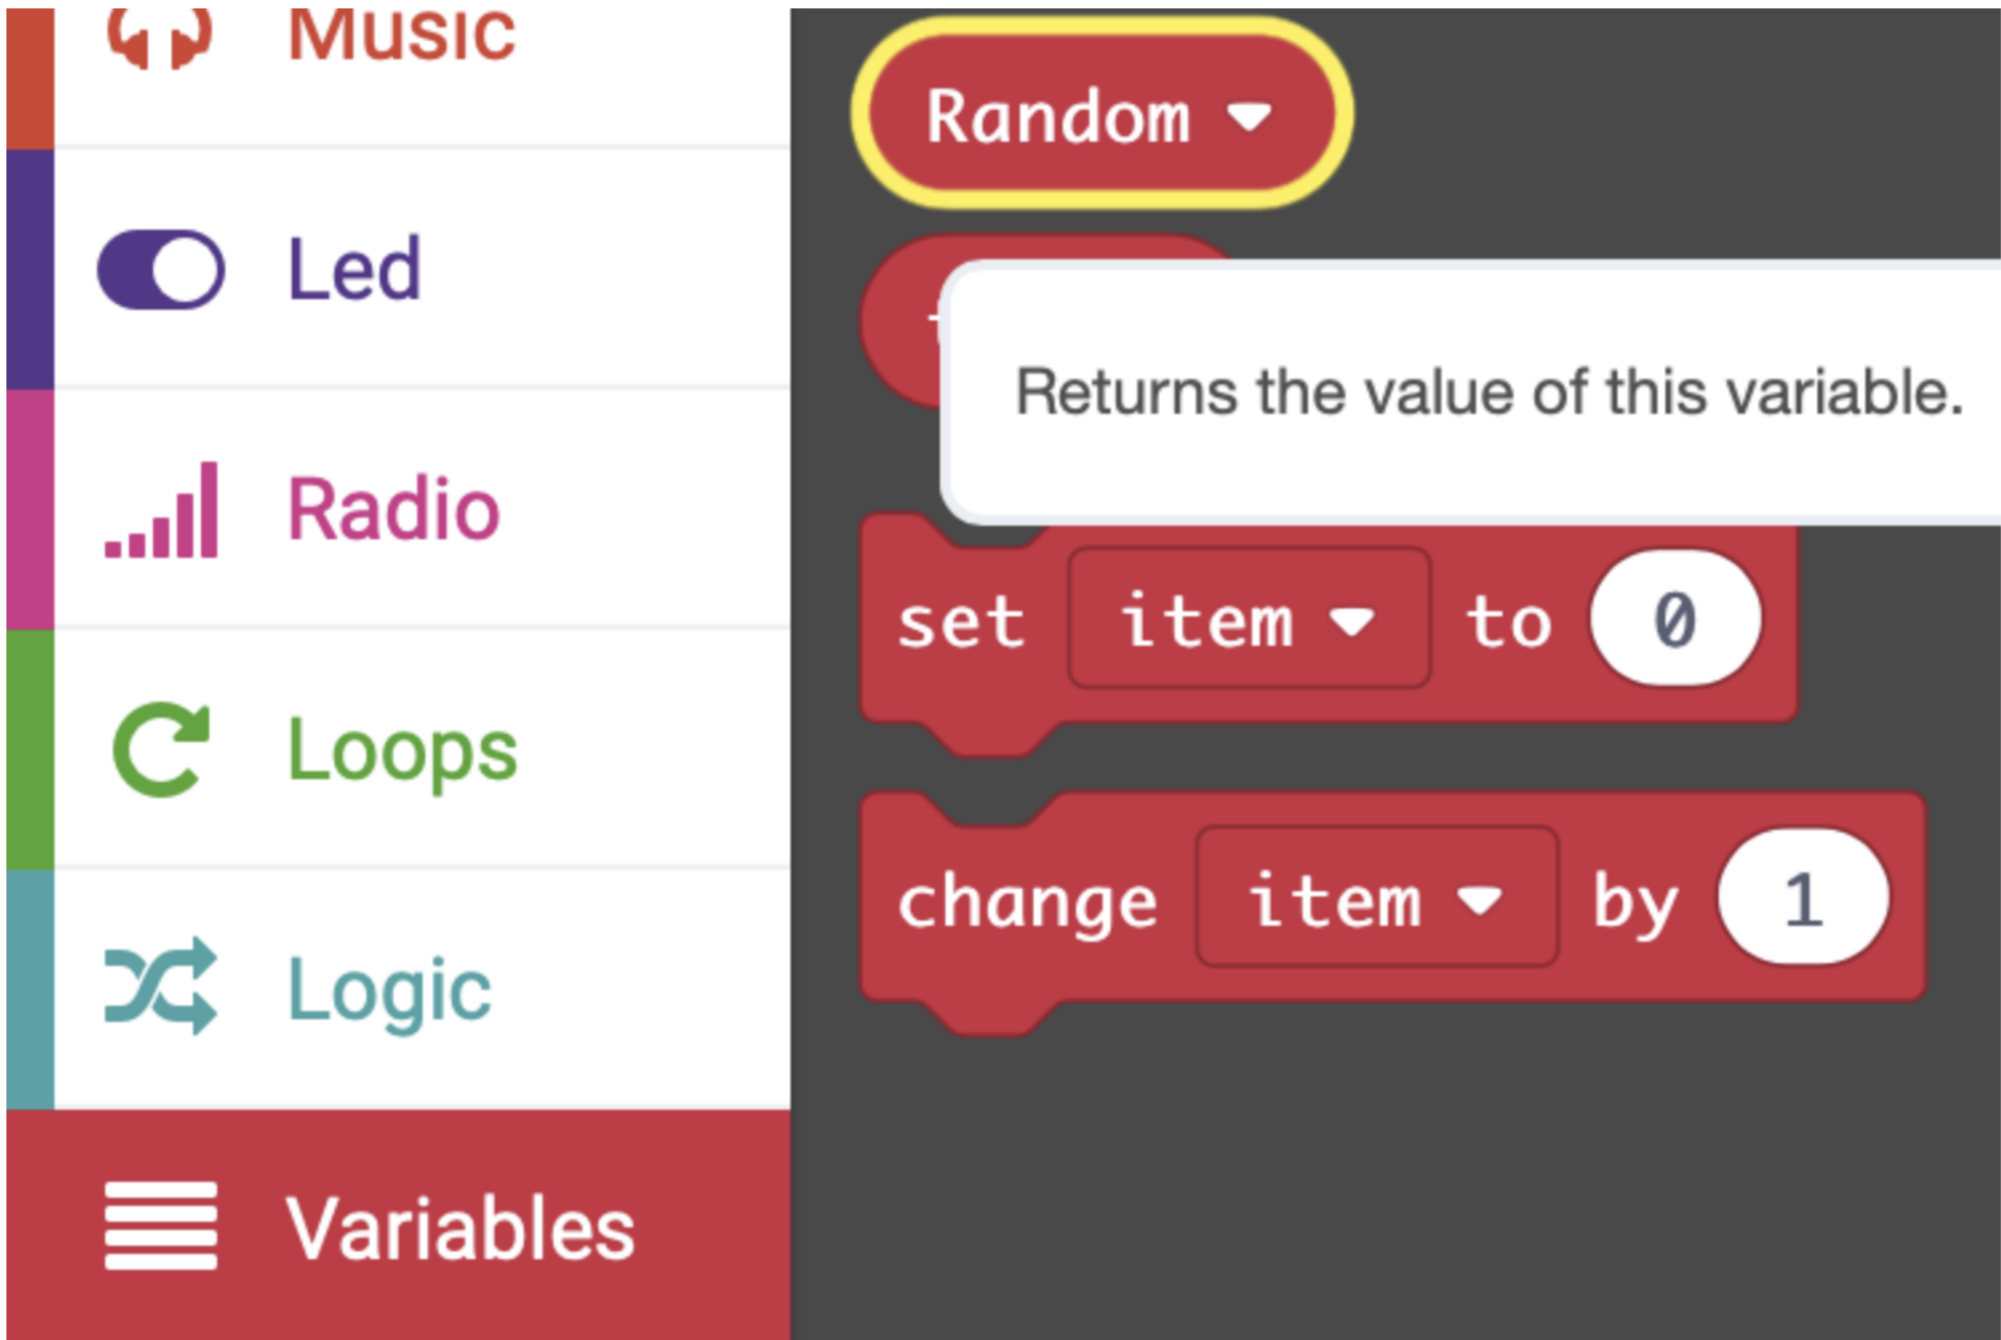 Music
Led
Radio
Loops
Logic
Variables
Random
Returns the value of this variable.
set item to 0
change item by 1